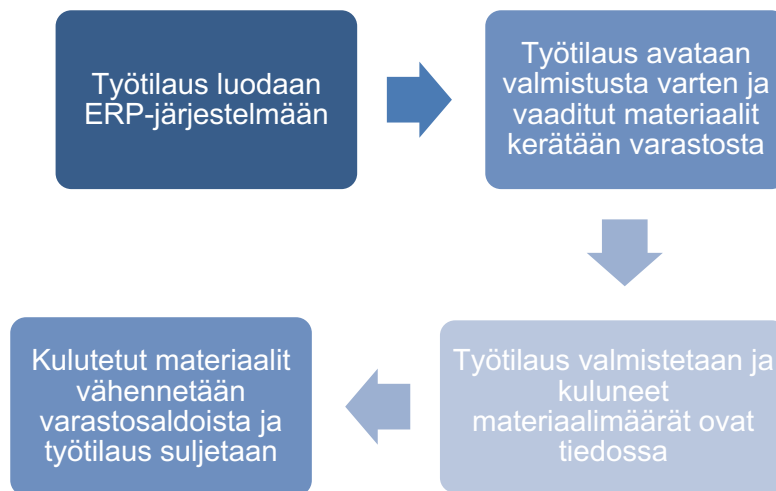 Työtilaus luodaan
ERP-järjestelmään
Työtilaus avataan
valmistusta varten ja
vaaditut materiaalit
kerätään varastosta
Työtilaus valmistetaan ja
kuluneet
materiaalimäärät ovat
tiedossa
Kulutetut materiaalit
vähennetään
varastosaldoista ja
työtilaus suljetaan